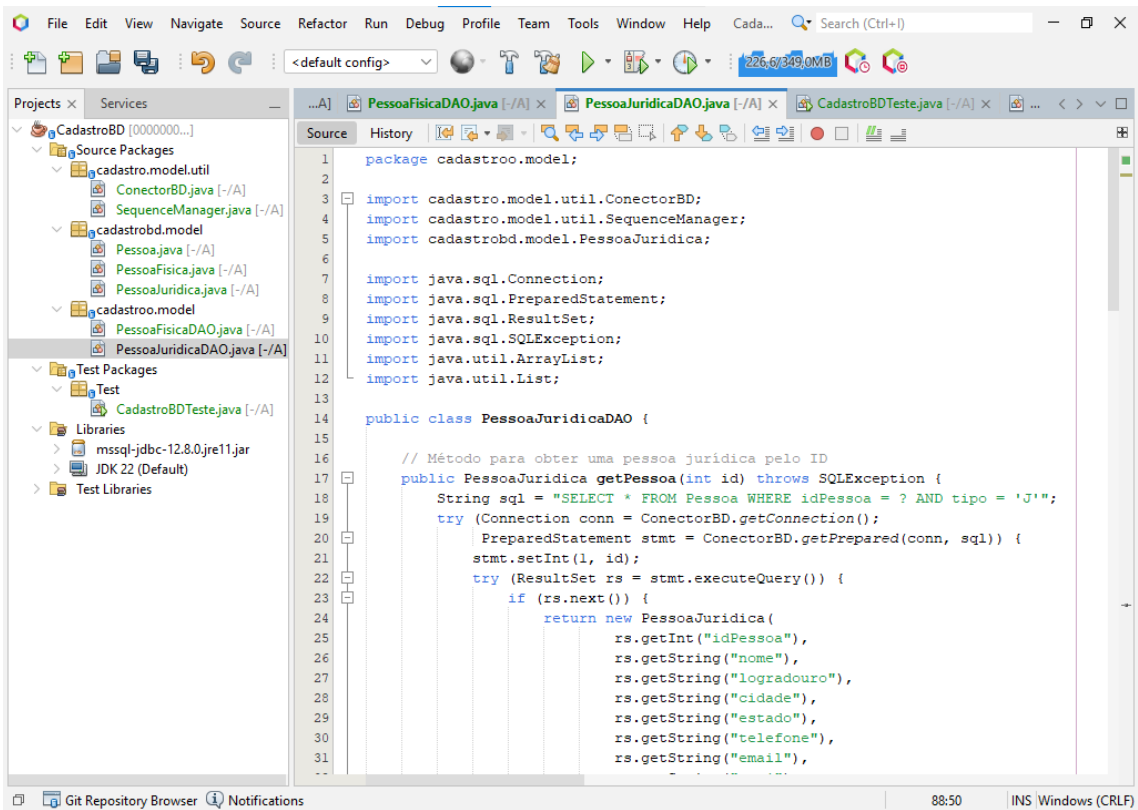 File Edit View Navigate Source Refactor Run Debug Profile Team Tools Window Help Cada... Search (Ctrl+I)
<default config> 226,6/349,0MB
Projects Services
...A] PessoaFisicaDAO.java [-/A] PessoaJuridicaDAO.java [-/A] CadastroBDTeste.java [-/A] ...
Source History
CadastroBD [0000000...]
Source Packages
cadastro.model.util
ConectorBD.java [-/A]
SequenceManager.java [-/A]
cadastrobd.model
Pessoa.java [-/A]
PessoaFisica.java [-/A]
PessoaJuridica.java [-/A]
cadastroo.model
PessoaFisicaDAO.java [-/A]
PessoaJuridicaDAO.java [-/A]
Test Packages
Test
CadastroBDTeste.java [-/A]
Libraries
mssql-jdbc-12.8.0.jre11.jar
JDK 22 (Default)
Test Libraries
1 package cadastroo.model;
2
3 import cadastro.model.util.ConectorBD;
4 import cadastro.model.util.SequenceManager;
5 import cadastrobd.model.PessoaJuridica;
6
7 import java.sql.Connection;
8 import java.sql.PreparedStatement;
9 import java.sql.ResultSet;
10 import java.sql.SQLException;
11 import java.util.ArrayList;
12 import java.util.List;
13
14 public class PessoaJuridicaDAO {
15
16 // Método para obter uma pessoa jurídica pelo ID
17 public PessoaJuridica getPessoa(int id) throws SQLException {
18 String sql = "SELECT * FROM Pessoa WHERE idPessoa = ? AND tipo = 'J'";
19 try (Connection conn = ConectorBD.getConnection();
20 PreparedStatement stmt = ConectorBD.getPrepared(conn, sql)) {
21 stmt.setInt(1, id);
22 try (ResultSet rs = stmt.executeQuery()) {
23 if (rs.next()) {
24 return new PessoaJuridica(
25 rs.getInt("idPessoa"),
26 rs.getString("nome"),
27 rs.getString("logradouro"),
28 rs.getString("cidade"),
29 rs.getString("estado"),
30 rs.getString("telefone"),
31 rs.getString("email"),
Git Repository Browser Notifications 88:50 INS Windows (CRLF)